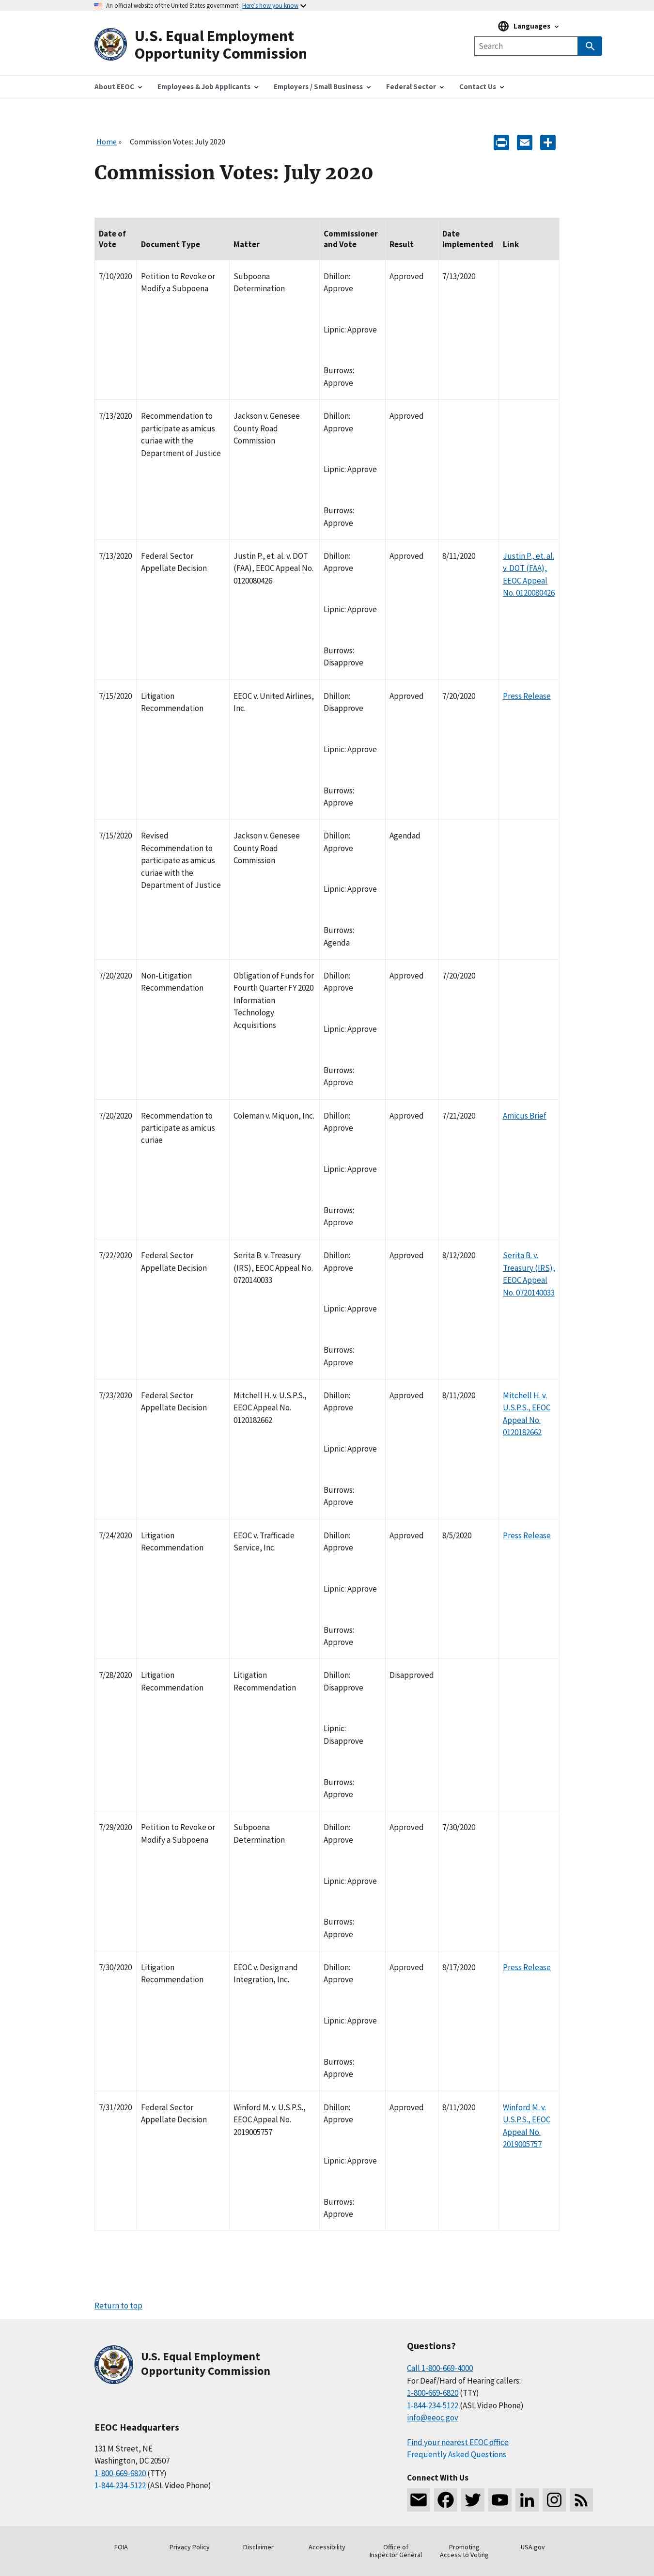 An official website of the United States government Here's how you know
U.S. Equal Employment
Opportunity Commission
Languages
Search
About EEOC
Employees & Job Applicants
Employers / Small Business
Federal Sector
Contact Us
Home » Commission Votes: July 2020
Commission Votes: July 2020
Date of Vote | Document Type | Matter | Commissioner and Vote | Result | Date Implemented | Link
7/10/2020 | Petition to Revoke or Modify a Subpoena | Subpoena Determination | Dhillon: Approve Lipnic: Approve Burrows: Approve | Approved | 7/13/2020
7/13/2020 | Recommendation to participate as amicus curiae with the Department of Justice | Jackson v. Genesee County Road Commission | Dhillon: Approve Lipnic: Approve Burrows: Approve | Approved
7/13/2020 | Federal Sector Appellate Decision | Justin P., et. al. v. DOT (FAA), EEOC Appeal No. 0120080426 | Dhillon: Approve Lipnic: Approve Burrows: Disapprove | Approved | 8/11/2020 | Justin P., et. al. v. DOT (FAA), EEOC Appeal No. 0120080426
7/15/2020 | Litigation Recommendation | EEOC v. United Airlines, Inc. | Dhillon: Disapprove Lipnic: Approve Burrows: Approve | Approved | 7/20/2020 | Press Release
7/15/2020 | Revised Recommendation to participate as amicus curiae with the Department of Justice | Jackson v. Genesee County Road Commission | Dhillon: Approve Lipnic: Approve Burrows: Agenda | Agendad
7/20/2020 | Non-Litigation Recommendation | Obligation of Funds for Fourth Quarter FY 2020 Information Technology Acquisitions | Dhillon: Approve Lipnic: Approve Burrows: Approve | Approved | 7/20/2020
7/20/2020 | Recommendation to participate as amicus curiae | Coleman v. Miquon, Inc. | Dhillon: Approve Lipnic: Approve Burrows: Approve | Approved | 7/21/2020 | Amicus Brief
7/22/2020 | Federal Sector Appellate Decision | Serita B. v. Treasury (IRS), EEOC Appeal No. 0720140033 | Dhillon: Approve Lipnic: Approve Burrows: Approve | Approved | 8/12/2020 | Serita B. v. Treasury (IRS), EEOC Appeal No. 0720140033
7/23/2020 | Federal Sector Appellate Decision | Mitchell H. v. U.S.P.S., EEOC Appeal No. 0120182662 | Dhillon: Approve Lipnic: Approve Burrows: Approve | Approved | 8/11/2020 | Mitchell H. v. U.S.P.S., EEOC Appeal No. 0120182662
7/24/2020 | Litigation Recommendation | EEOC v. Trafficade Service, Inc. | Dhillon: Approve Lipnic: Approve Burrows: Approve | Approved | 8/5/2020 | Press Release
7/28/2020 | Litigation Recommendation | Litigation Recommendation | Dhillon: Disapprove Lipnic: Disapprove Burrows: Approve | Disapproved
7/29/2020 | Petition to Revoke or Modify a Subpoena | Subpoena Determination | Dhillon: Approve Lipnic: Approve Burrows: Approve | Approved | 7/30/2020
7/30/2020 | Litigation Recommendation | EEOC v. Design and Integration, Inc. | Dhillon: Approve Lipnic: Approve Burrows: Approve | Approved | 8/17/2020 | Press Release
7/31/2020 | Federal Sector Appellate Decision | Winford M. v. U.S.P.S., EEOC Appeal No. 2019005757 | Dhillon: Approve Lipnic: Approve Burrows: Approve | Approved | 8/11/2020 | Winford M. v. U.S.P.S., EEOC Appeal No. 2019005757
Return to top
U.S. Equal Employment
Opportunity Commission
EEOC Headquarters
131 M Street, NE
Washington, DC 20507
1-800-669-6820 (TTY)
1-844-234-5122 (ASL Video Phone)
Questions?
Call 1-800-669-4000
For Deaf/Hard of Hearing callers:
1-800-669-6820 (TTY)
1-844-234-5122 (ASL Video Phone)
info@eeoc.gov
Find your nearest EEOC office
Frequently Asked Questions
Connect With Us
FOIA
Privacy Policy
Disclaimer
Accessibility
Office of
Inspector General
Promoting
Access to Voting
USA.gov